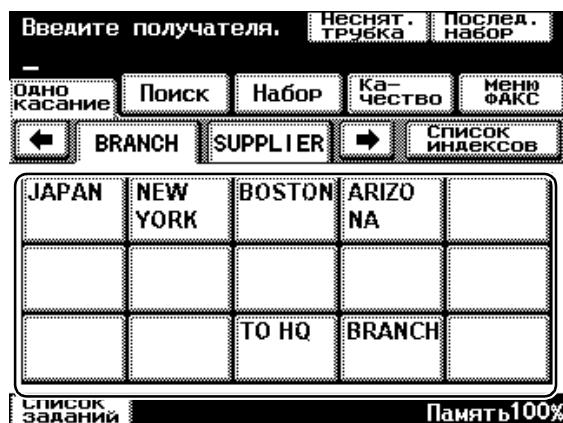 Введите получателя.
Неснят. трубка
Послед. набор
Одно касание
Поиск
Набор
Ка-
чество
Меню ФАКС
BRANCH
SUPPLIER
Список индексов
JAPAN
NEW YORK
BOSTON
ARIZO
NA
TO HQ
BRANCH
Список заданий
Память100%